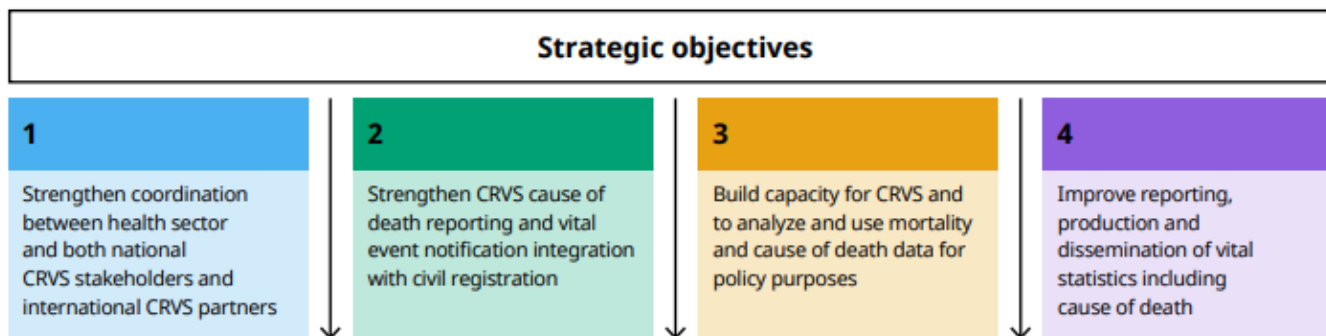 Strategic objectives
1
Strengthen coordination
between health sector
and both national
CRVS stakeholders and
international CRVS partners
2
Strengthen CRVS cause of
death reporting and vital
event notification integration
with civil registration
3
Build capacity for CRVS and
to analyze and use mortality
and cause of death data for
policy purposes
4
Improve reporting,
production and
dissemination of vital
statistics including
cause of death